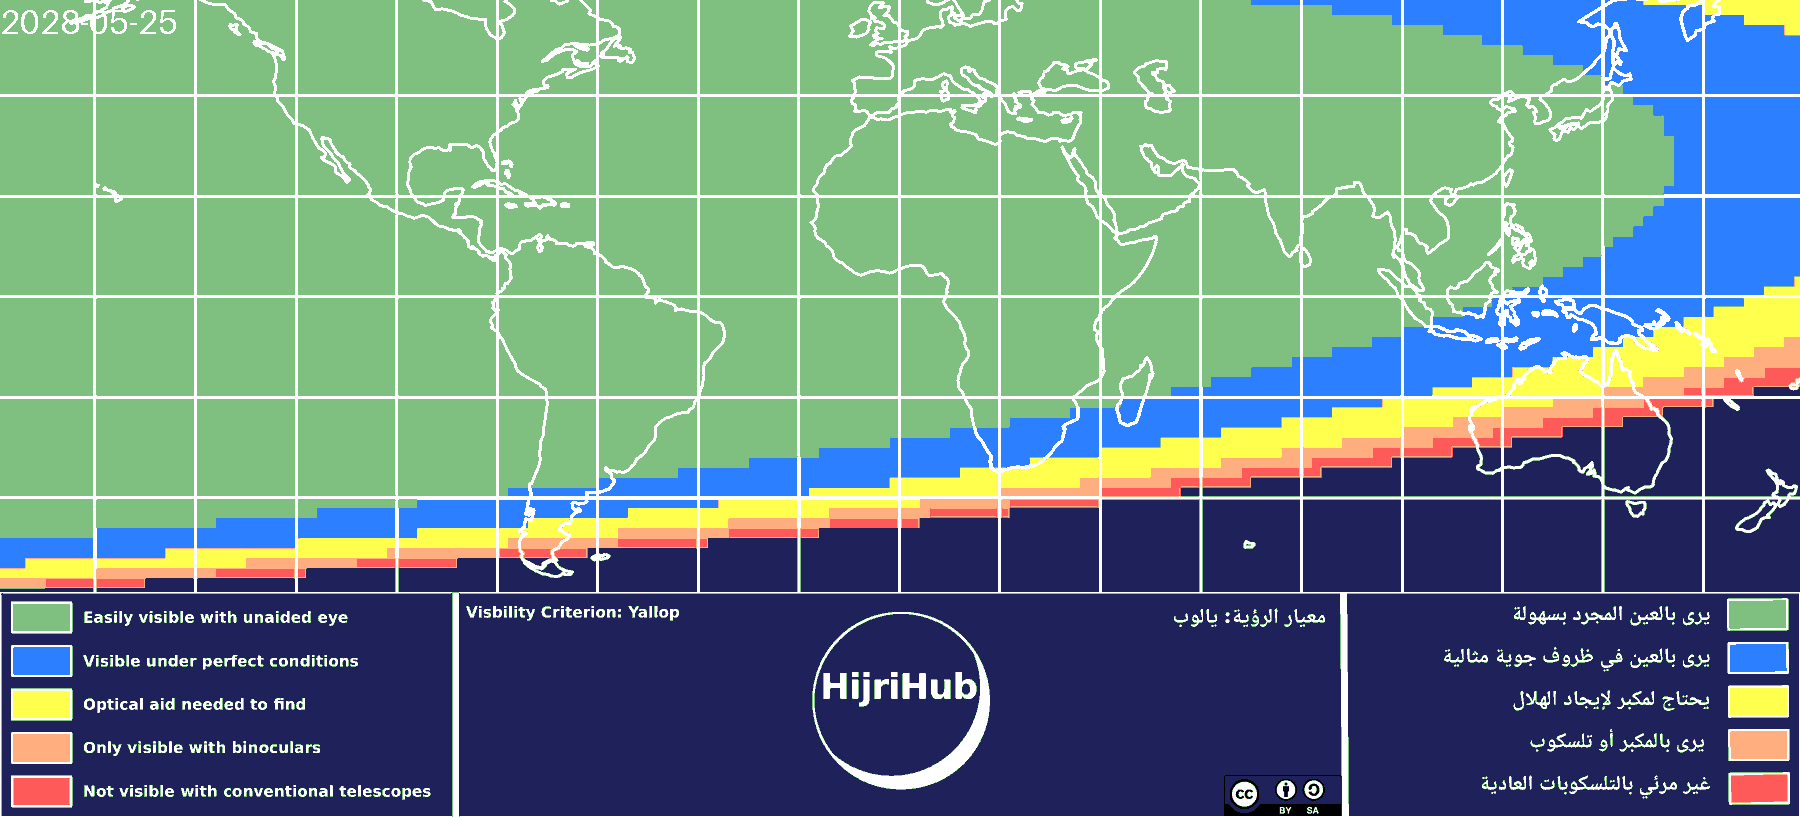 2028-05-25
Easily visible with unaided eye
Visible under perfect conditions
Optical aid needed to find
Only visible with binoculars
Not visible with conventional telescopes
Visbility Criterion: Yallop
معيار الرؤية: يالوب
HijriHub
cc
BY SA
يرى بالعين المجرد بسهولة
يرى بالعين في ظروف جوية مثالية
يحتاج لمكبر لإيجاد الهلال
يرى بالمكبر أو تلسكوب
غير مرئي بالتلسكوبات العادية